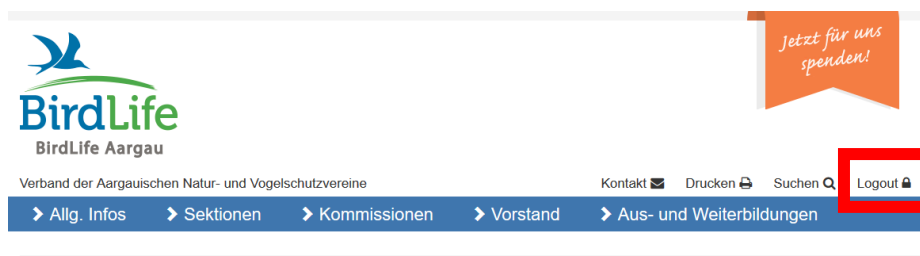 Jetzt für uns
spenden!
BirdLife
BirdLife Aargau
Verband der Aargauischen Natur- und Vogelschutzvereine
Kontakt Drucken Suchen Logout
Allg. Infos Sektionen Kommissionen Vorstand Aus- und Weiterbildungen